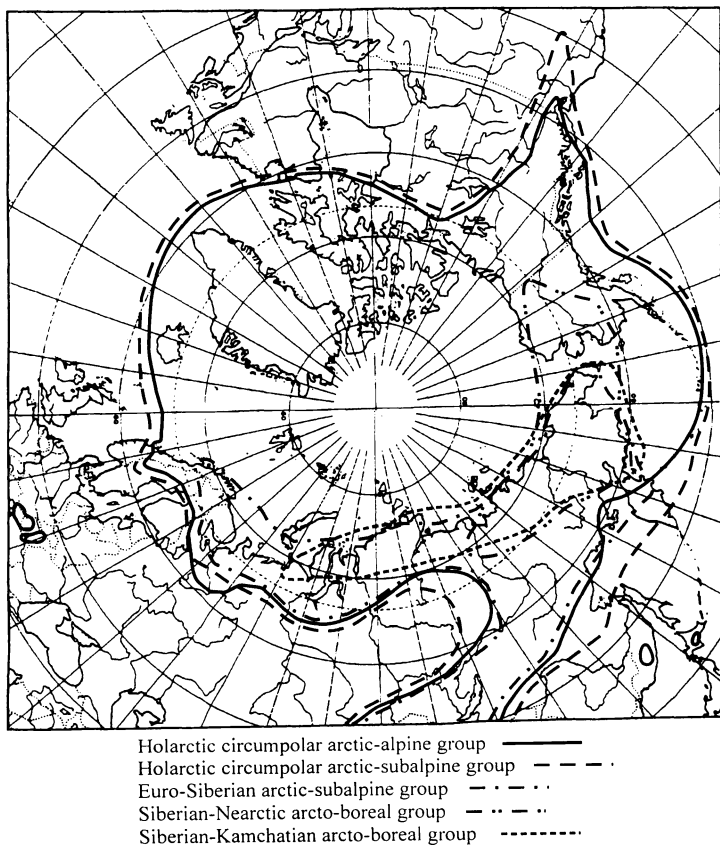 Holarctic circumpolar arctic-alpine group
Holarctic circumpolar arctic-subalpine group
Euro-Siberian arctic-subalpine group
Siberian-Nearctic arcto-boreal group
Siberian-Kamchatian arcto-boreal group